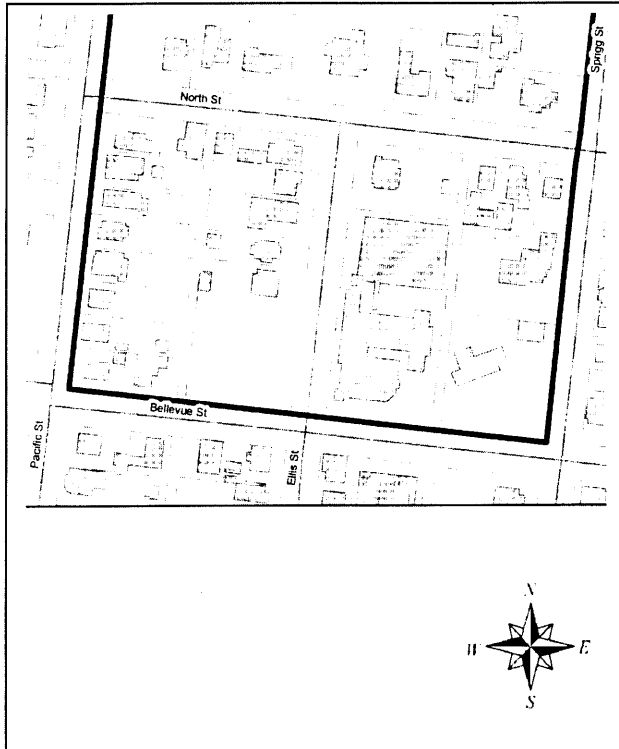 Sprigg St
North St
Bellevue St
Pacific St
Ellis St
N
W E
S